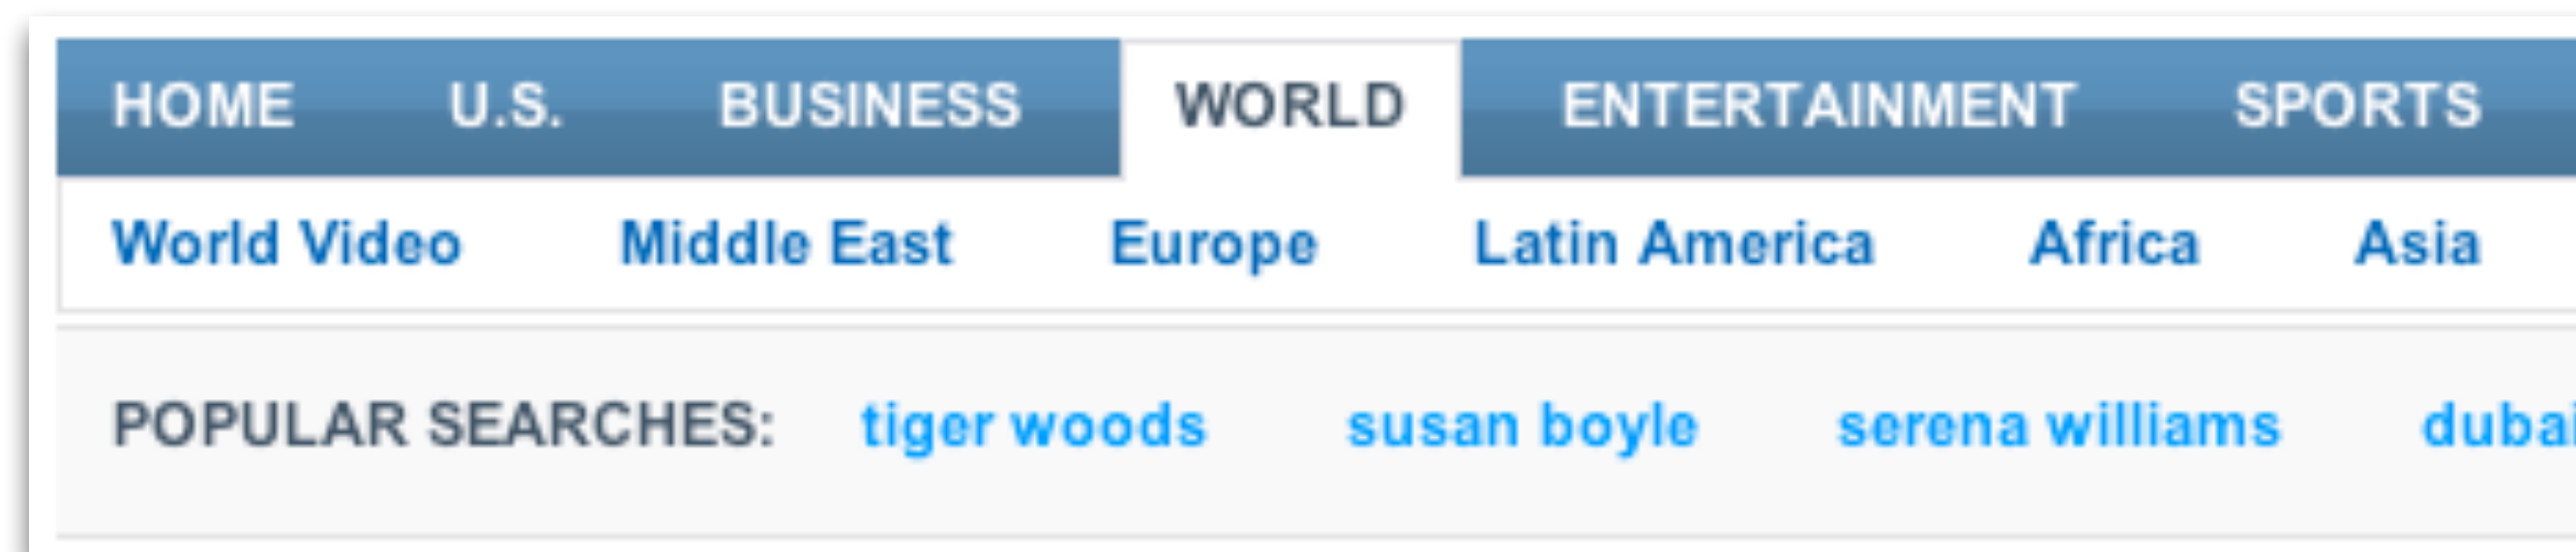 HOME U.S. BUSINESS WORLD ENTERTAINMENT SPORTS
World Video Middle East Europe Latin America Africa Asia
POPULAR SEARCHES: tiger woods susan boyle serena williams dubai